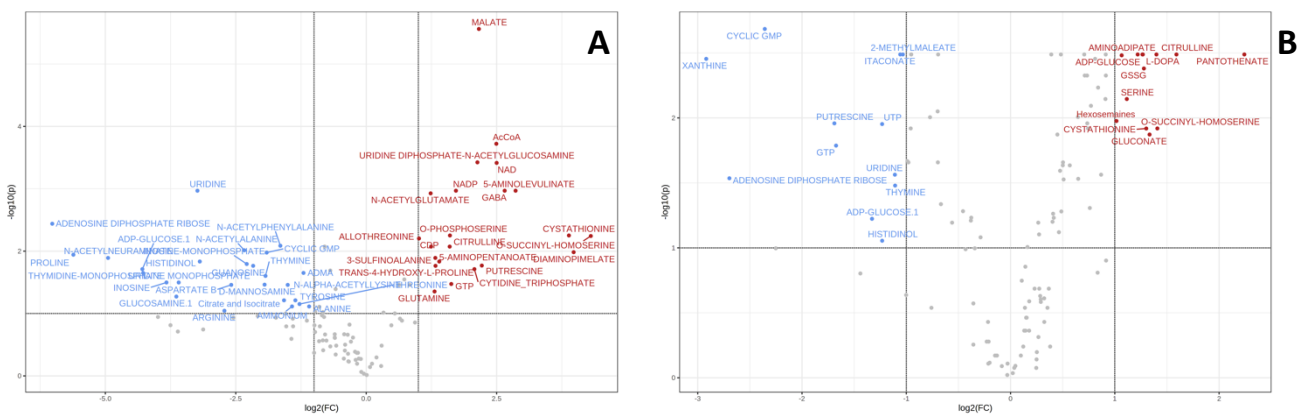 A
MALATE
AcCoA
URIDINE DIPHOSPHATE-N-ACETYLGLUCOSAMINE
NAD
URIDINE
NADP
5-AMINOLEVULINATE
N-ACETYLGLUTAMATE
GABA
ADENOSINE DIPHOSPHATE RIBOSE
N-ACETYLPHENYLALANINE
O-PHOSPHOSERINE
CYSTATHIONINE
ADP-GLUCOSE.1
N-ACETYLALANINE
ALLOTHREONINE
CDP
CITRULLINE
O-SUCCINYL-HOMOSERINE
CYCLIC GMP
PROLINE
HISTIDINOL
THYMINE
3-SULFINOALANINE
5-AMINOPENTANOATE
DIAMINOPIMELATE
GUANOSINE
ADMA
TRANS-4-HYDROXY-L-PROLINE
PUTRESCINE
INOSINE
ASPARTATE B
D-MANNOSAMINE
N-ALPHA-ACETYLLYSINE
THREONINE
GTP
CYTIDINE_TRIPHOSPHATE
GLUCOSAMINE.1
Citrate and Isocitrate
TYROSINE
GLUTAMINE
ARGININE
AMMONIUM
ALANINE
-log10(p)
0
2
4
-5.0
-2.5
0.0
2.5
log2(FC)
B
CYCLIC GMP
XANTHINE
2-METHYLMALEATE
ITACONATE
AMINOADIPATE
CITRULLINE
ADP-GLUCOSE
L-DOPA
PANTOTHENATE
GSSG
SERINE
PUTRESCINE
UTP
Hexosemaines
O-SUCCINYL-HOMOSERINE
CYSTATHIONINE
GLUCONATE
GTP
URIDINE
ADENOSINE DIPHOSPHATE RIBOSE
THYMINE
ADP-GLUCOSE.1
HISTIDINOL
-log10(p)
0
1
2
-3
-2
-1
0
1
2
log2(FC)